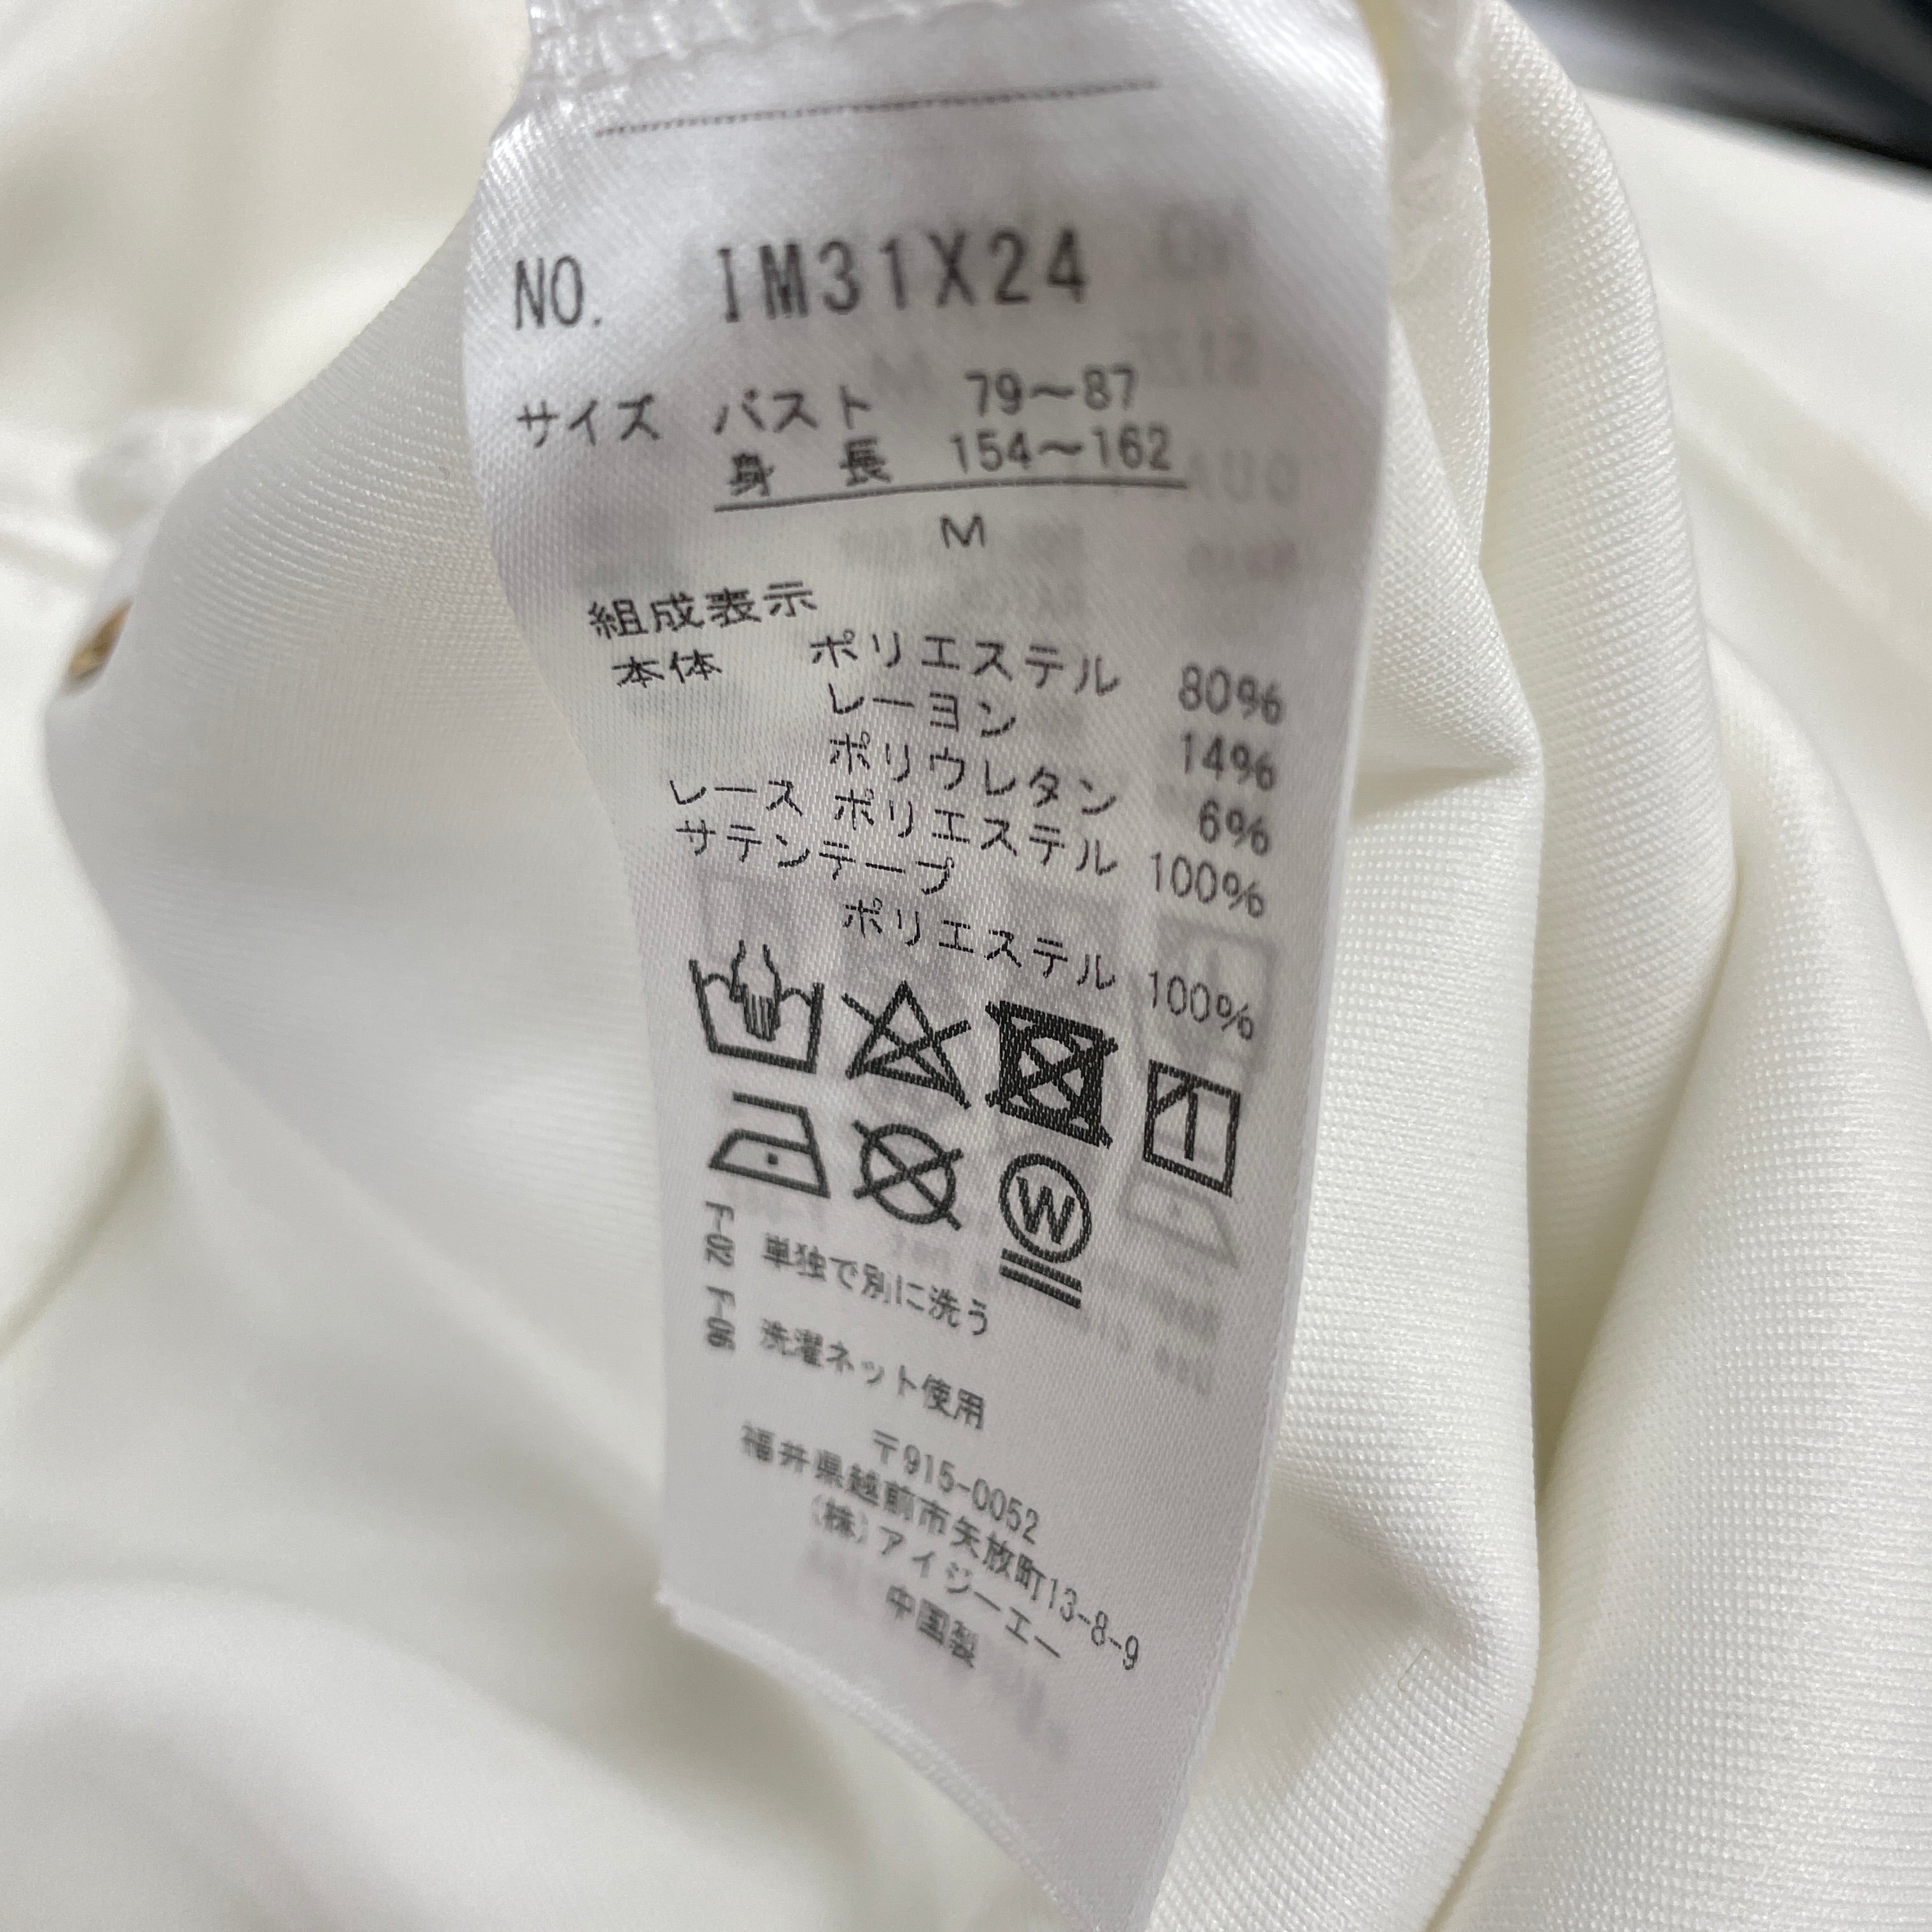 NO. IM31X24
サイズ バスト 79～87
身長 154～162
M
組成表示
本体 ポリエステル 80%
レーヨン 14%
ポリウレタン 6%
レース ポリエステル 100%
サテンテープ
ポリエステル 100%
W
F-02 単独で別に洗う
F-06 洗濯ネット使用
〒915-0052
福井県越前市矢放町13-8-9
(株)アイジーエー
中国製